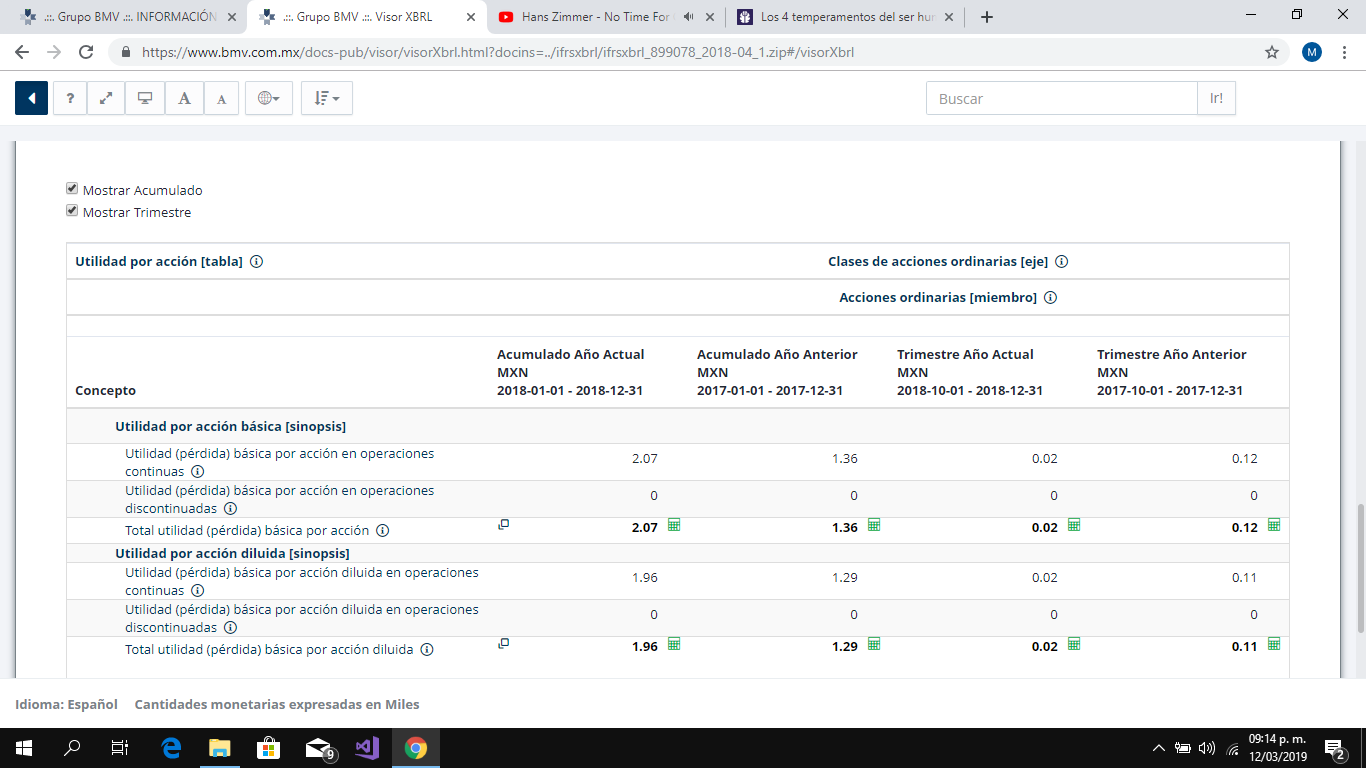 .::. Grupo BMV .::. INFORMACIÓN
.::. Grupo BMV .::. Visor XBRL
Hans Zimmer - No Time For
Los 4 temperamentos del ser hu
https://www.bmv.com.mx/docs-pub/visor/visorXbrl.html?docins=../ifrsxbrl/ifrsxbrl_899078_2018-04_1.zip#/visorXbrl
M
? A A
Buscar
Ir!
Mostrar Acumulado
Mostrar Trimestre
Utilidad por acción [tabla] Clases de acciones ordinarias [eje]
Acciones ordinarias [miembro]
Concepto
Acumulado Año Actual
MXN
2018-01-01 - 2018-12-31
Acumulado Año Anterior
MXN
2017-01-01 - 2017-12-31
Trimestre Año Actual
MXN
2018-10-01 - 2018-12-31
Trimestre Año Anterior
MXN
2017-10-01 - 2017-12-31
Utilidad por acción básica [sinopsis]
Utilidad (pérdida) básica por acción en operaciones
continuas
2.07 1.36 0.02 0.12
Utilidad (pérdida) básica por acción en operaciones
discontinuadas
0 0 0 0
Total utilidad (pérdida) básica por acción 2.07 1.36 0.02 0.12
Utilidad por acción diluida [sinopsis]
Utilidad (pérdida) básica por acción diluida en operaciones
continuas
1.96 1.29 0.02 0.11
Utilidad (pérdida) básica por acción diluida en operaciones
discontinuadas
0 0 0 0
Total utilidad (pérdida) básica por acción diluida 1.96 1.29 0.02 0.11
Idioma: Español Cantidades monetarias expresadas en Miles
9
09:14 p. m.
12/03/2019
2